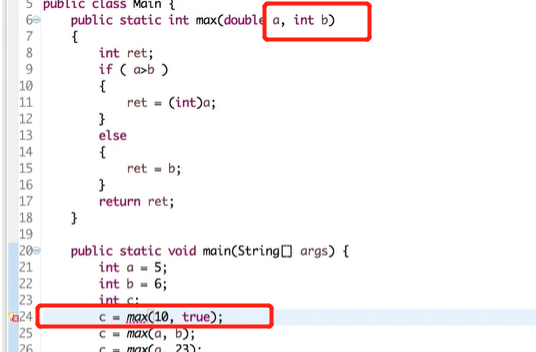 5 public class Main {
6 public static int max(double a, int b)
7 {
8 int ret;
9 if ( a>b )
10 {
11 ret = (int)a;
12 }
13 else
14 {
15 ret = b;
16 }
17 return ret;
18 }
19
20 public static void main(String[] args) {
21 int a = 5;
22 int b = 6;
23 int c;
24 c = max(10, true);
25 c = max(a, b);
26 c = max(a, 23);